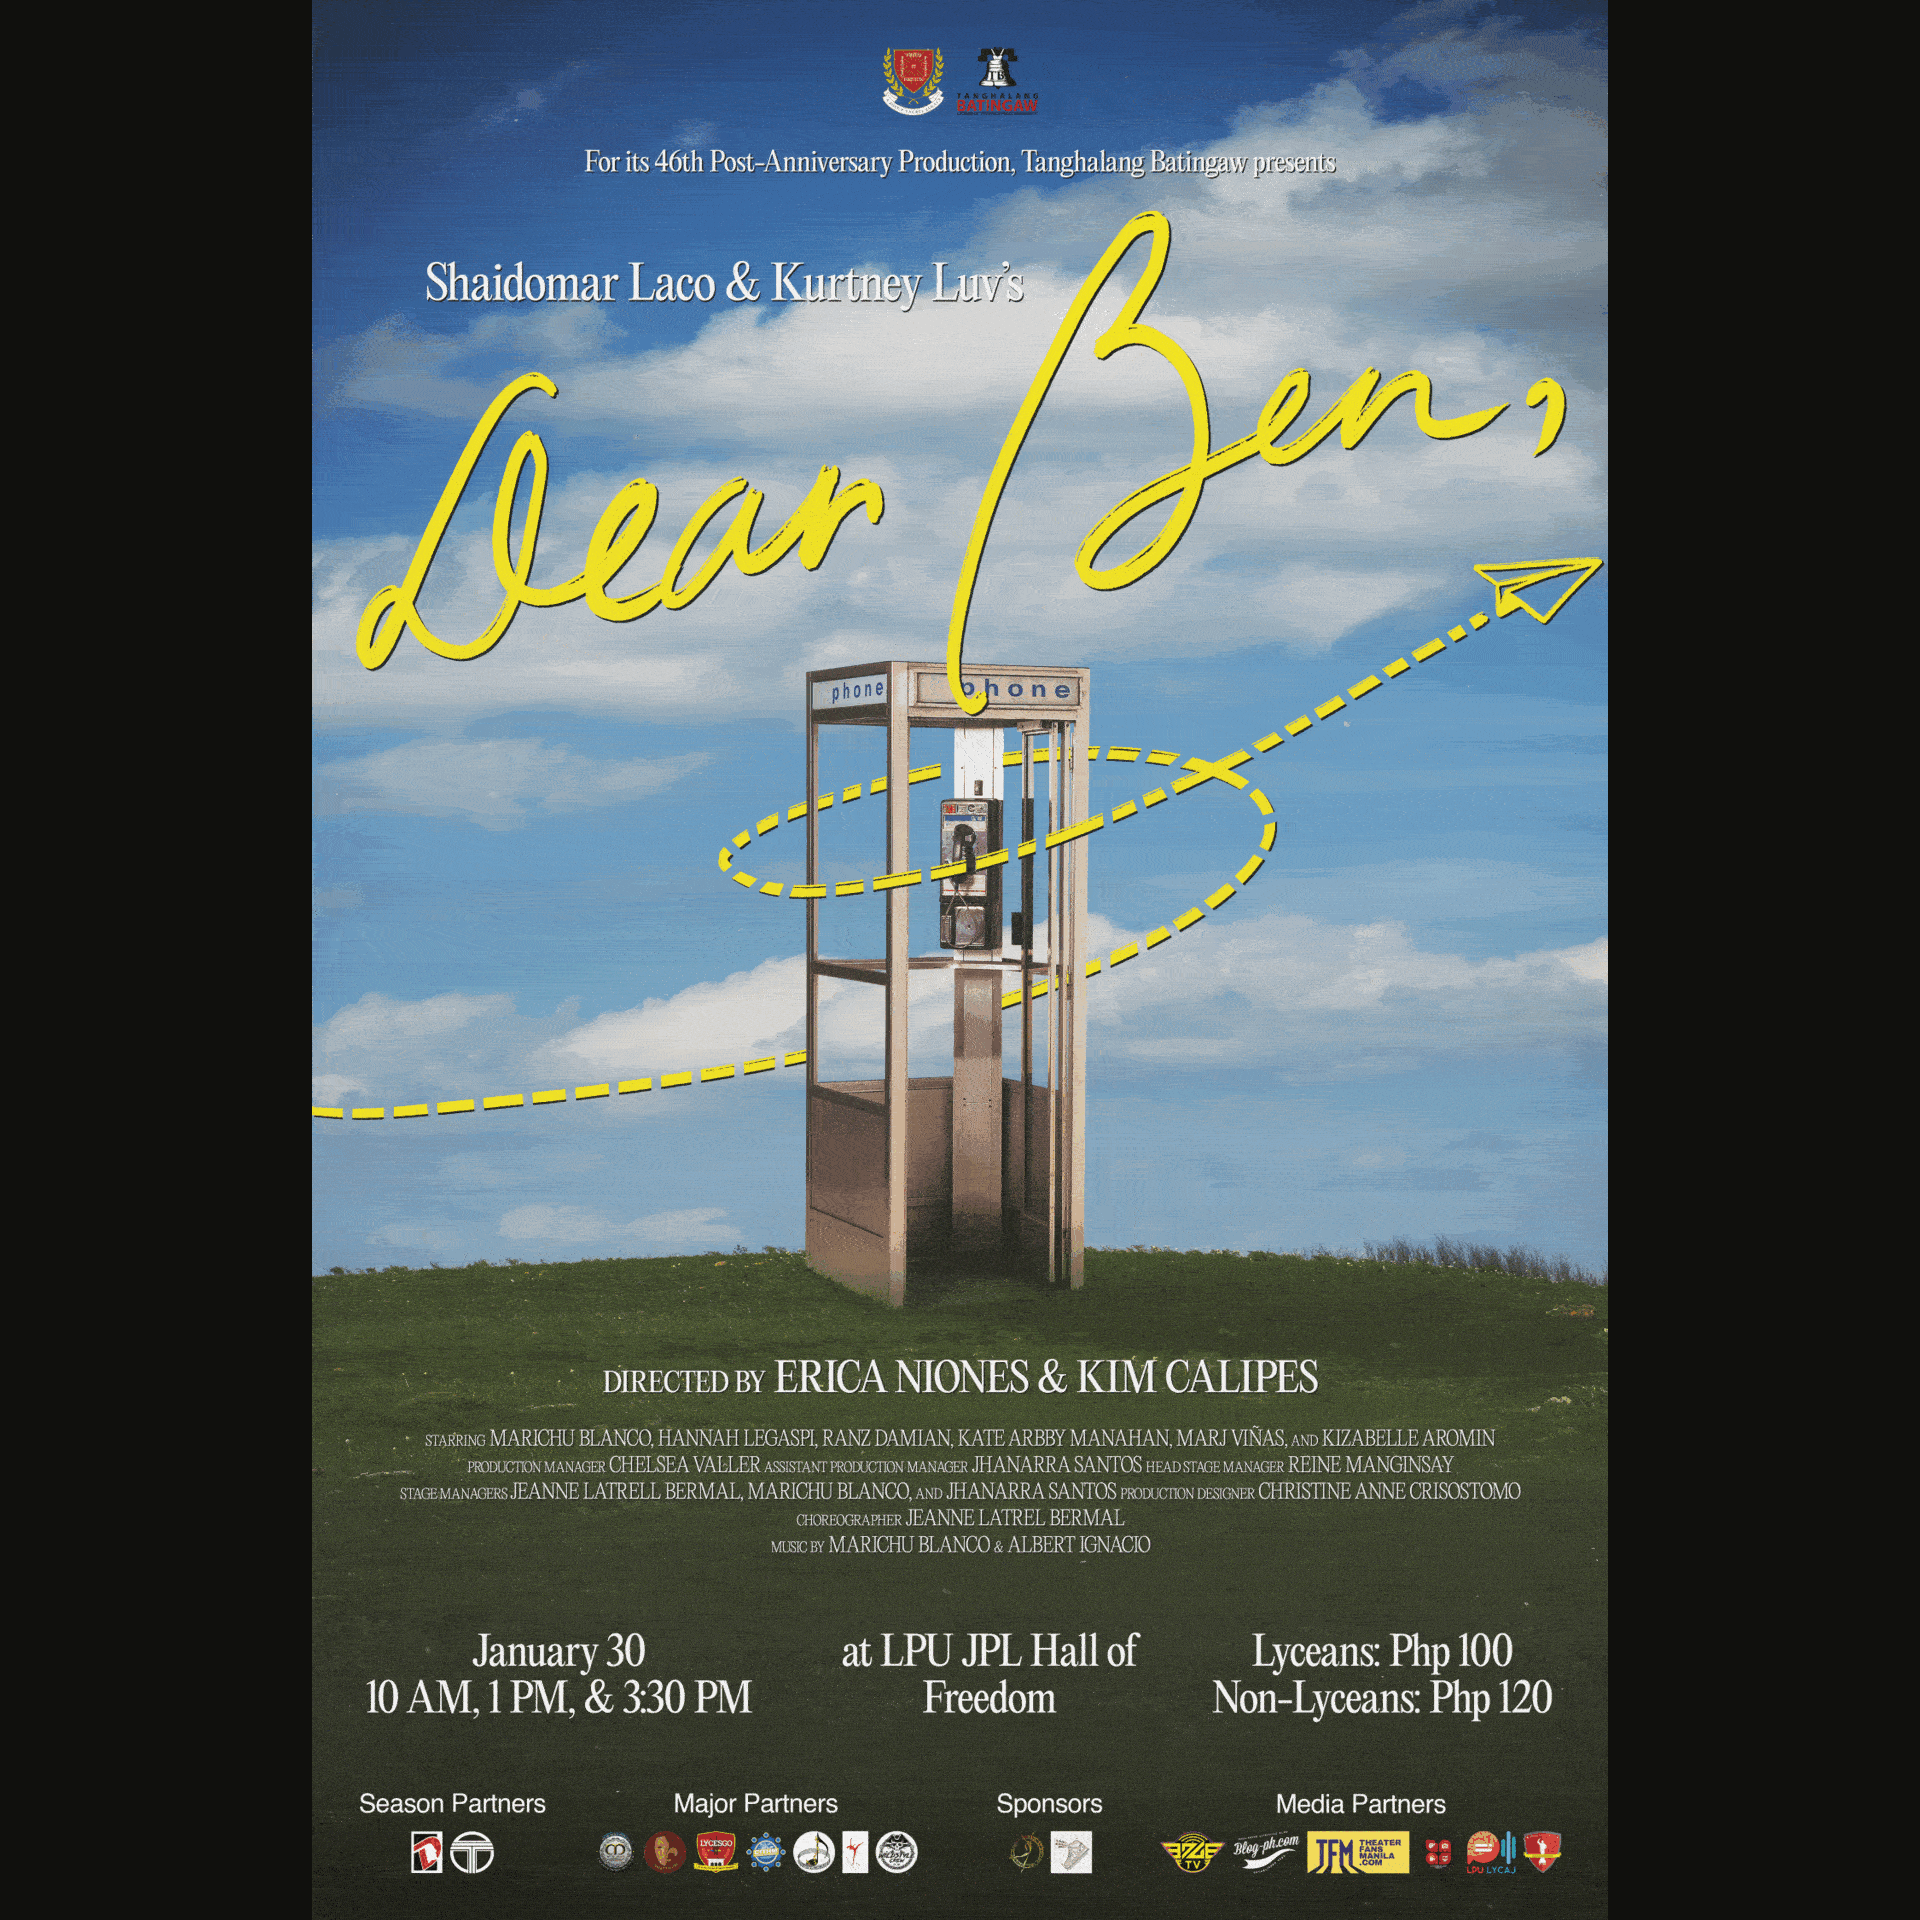 TANGHALANG
BATINGAW
For its 46th Post-Anniversary Production, Tanghalang Batingaw presents
Shaidomar Laco & Kurtney Luv's
Dear Ben,
phone phone
DIRECTED BY ERICA NIONES & KIM CALIPES
STARRING MARICHU BLANCO, HANNAH LEGASPI, RANZ DAMIAN, KATE ARBBY MANAHAN, MARJ VIÑAS, AND KIZABELLE AROMIN
PRODUCTION MANAGER CHELSEA VALLER ASSISTANT PRODUCTION MANAGER JHANARRA SANTOS HEAD STAGE MANAGER REINE MANGINSAY
STAGE MANAGERS JEANNE LATRELL BERMAL, MARICHU BLANCO, AND JHANARRA SANTOS PRODUCTION DESIGNER CHRISTINE ANNE CRISOSTOMO
CHOREOGRAPHER JEANNE LATREL BERMAL
MUSIC BY MARICHU BLANCO & ALBERT IGNACIO
January 30
10 AM, 1 PM, & 3:30 PM
at LPU JPL Hall of
Freedom
Lyceans: Php 100
Non-Lyceans: Php 120
Season Partners
Major Partners
LYCESGO
Sponsors
Media Partners
TV
Blog-ph.com
TFM THEATER
FANS
MANILA
.COM
LPU LYCAJ